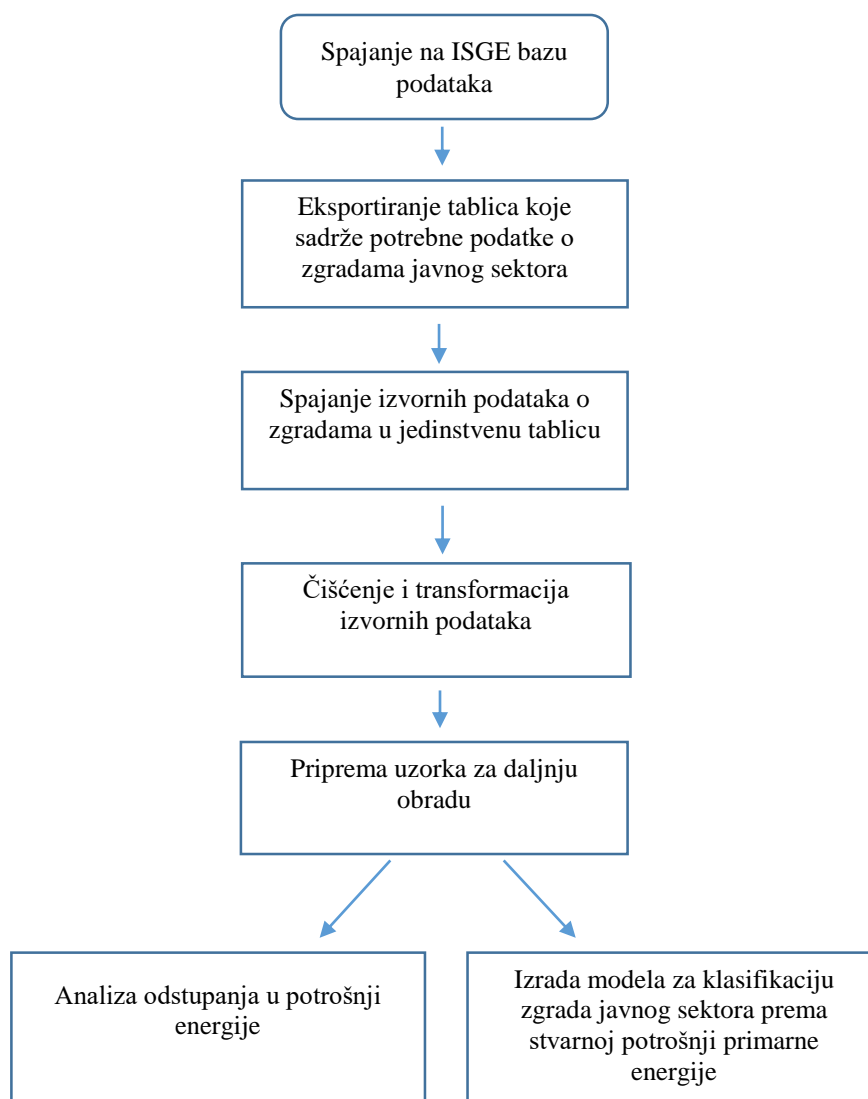 Spajanje na ISGE bazu
podataka
Eksportiranje tablica koje
sadrže potrebne podatke o
zgradama javnog sektora
Spajanje izvornih podataka o
zgradama u jedinstvenu tablicu
Čišćenje i transformacija
izvornih podataka
Priprema uzorka za daljnju
obradu
Analiza odstupanja u potrošnji
energije
Izrada modela za klasifikaciju
zgrada javnog sektora prema
stvarnoj potrošnji primarne
energije